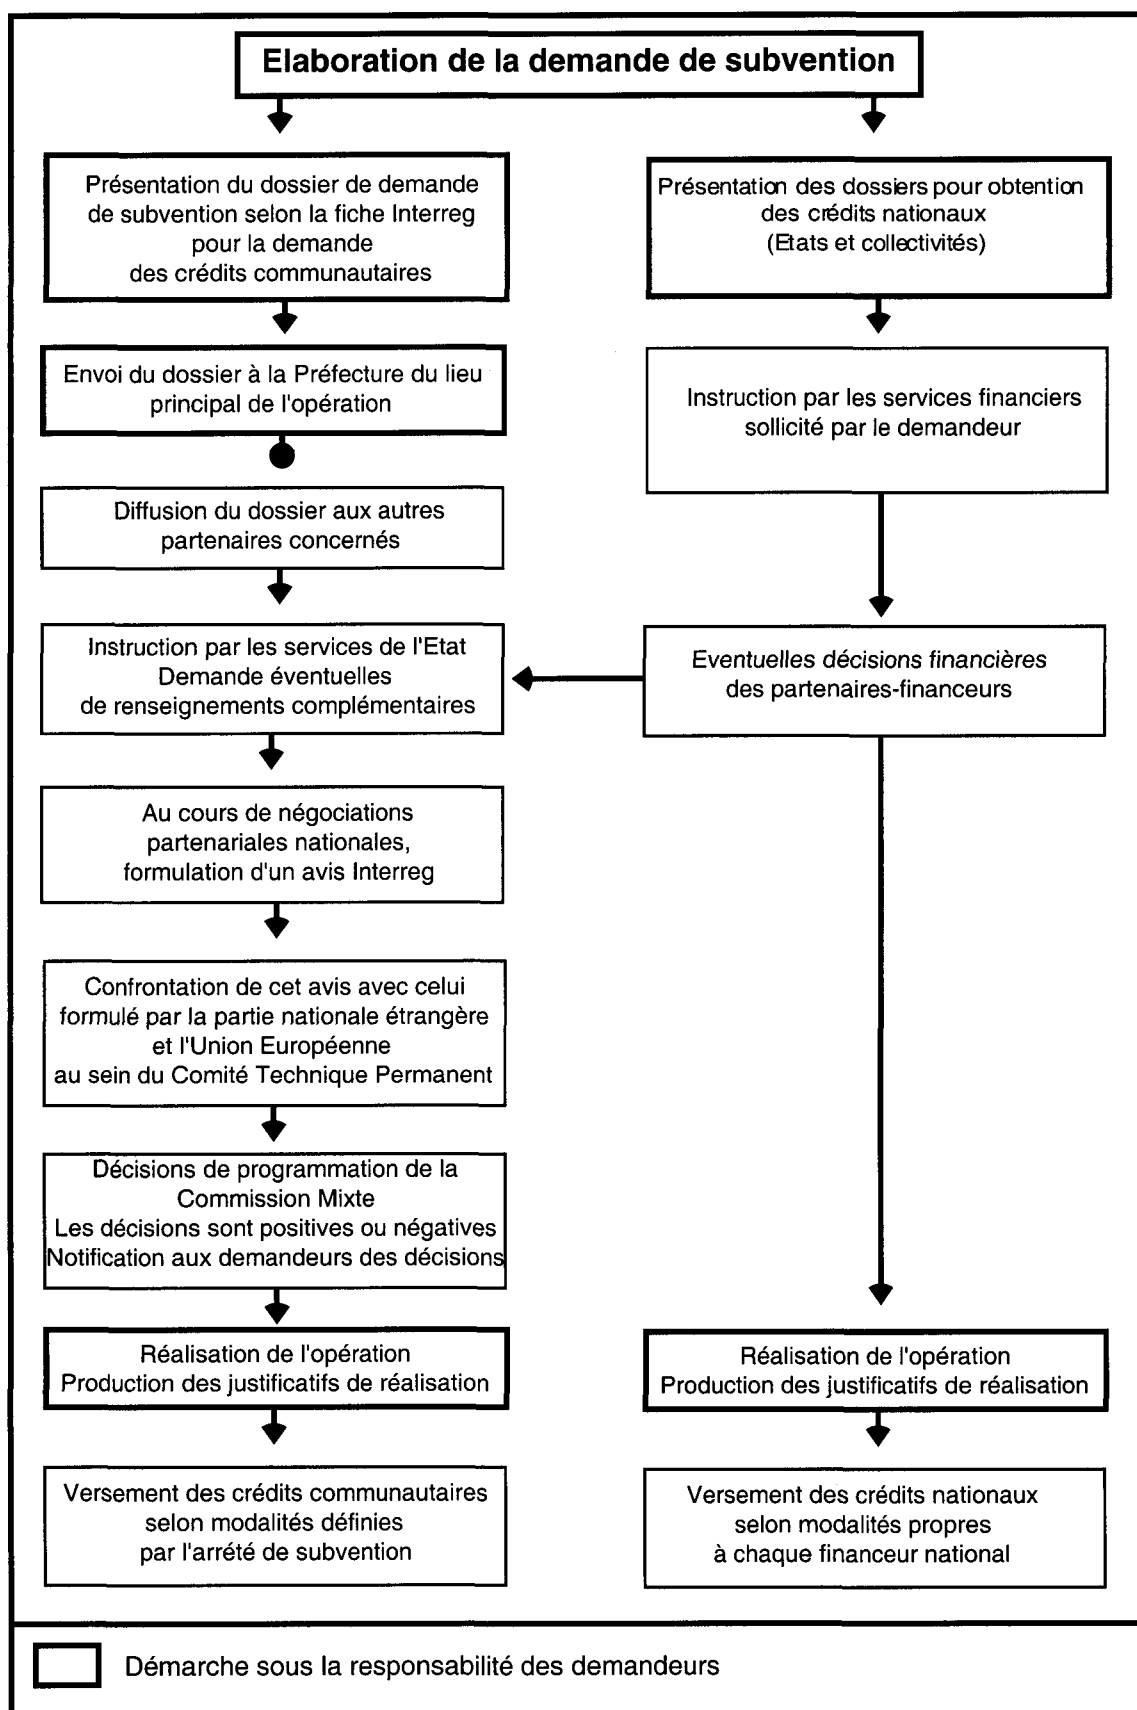 Elaboration de la demande de subvention
Présentation du dossier de demande
de subvention selon la fiche Interreg
pour la demande
des crédits communautaires
Présentation des dossiers pour obtention
des crédits nationaux
(Etats et collectivités)
Envoi du dossier à la Préfecture du lieu
principal de l'opération
Instruction par les services financiers
sollicité par le demandeur
Diffusion du dossier aux autres
partenaires concernés
Instruction par les services de l'Etat
Demande éventuelles
de renseignements complémentaires
Eventuelles décisions financières
des partenaires-financeurs
Au cours de négociations
partenariales nationales,
formulation d'un avis Interreg
Confrontation de cet avis avec celui
formulé par la partie nationale étrangère
et l'Union Européenne
au sein du Comité Technique Permanent
Décisions de programmation de la
Commission Mixte
Les décisions sont positives ou négatives
Notification aux demandeurs des décisions
Réalisation de l'opération
Production des justificatifs de réalisation
Réalisation de l'opération
Production des justificatifs de réalisation
Versement des crédits communautaires
selon modalités définies
par l'arrété de subvention
Versement des crédits nationaux
selon modalités propres
à chaque financeur national
Démarche sous la responsabilité des demandeurs